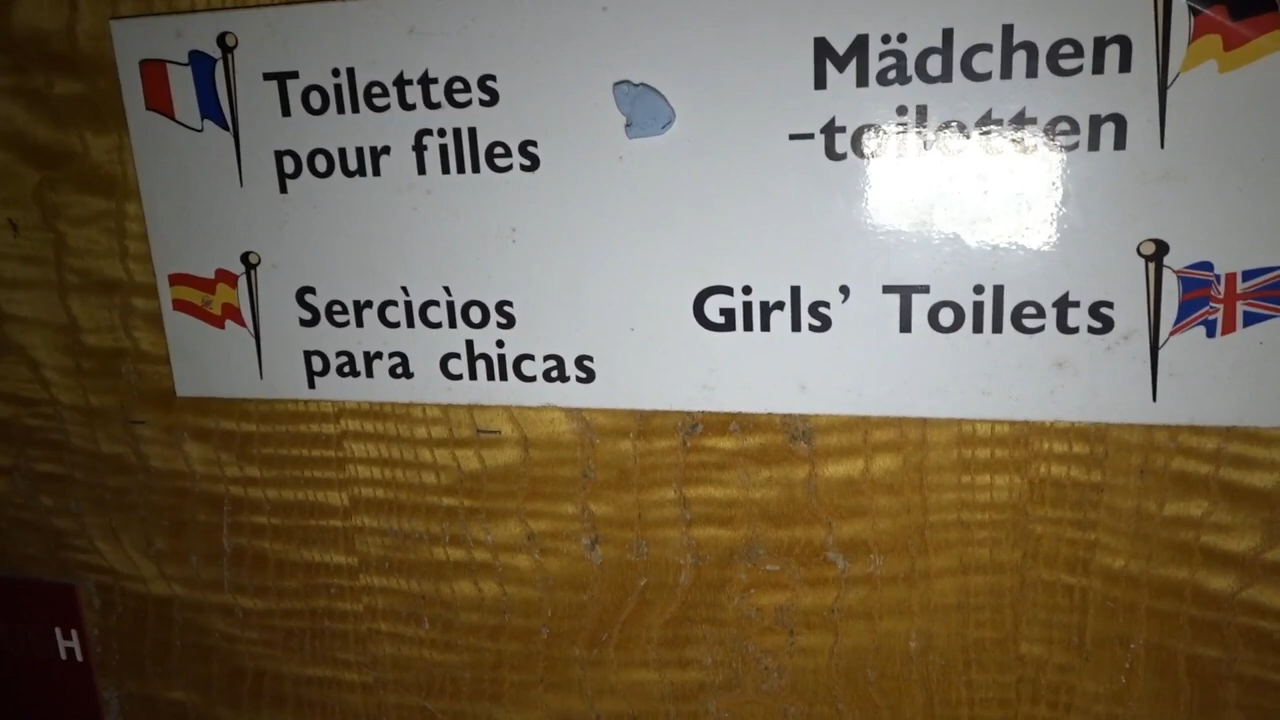 Toilettes
pour filles
Mädchen
-toiletten
Sercìcìos
para chicas
Girls' Toilets
H